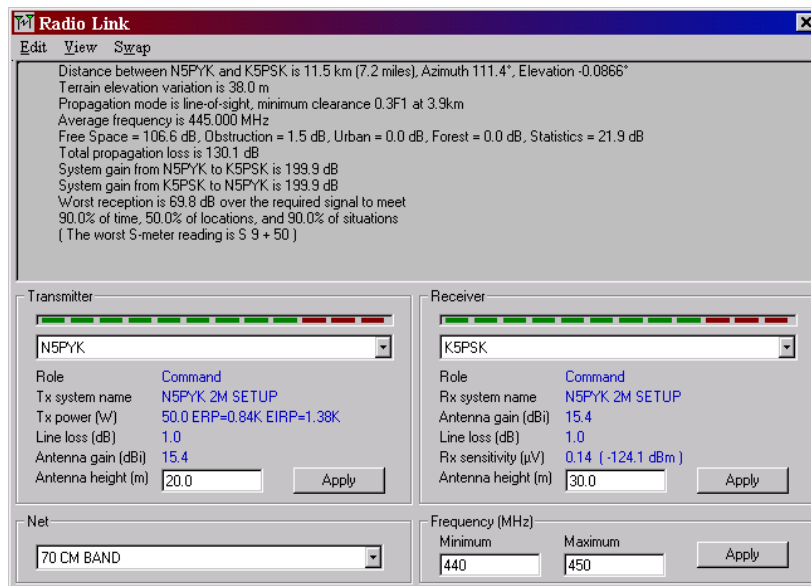 Radio Link
Edit View Swap
Distance between N5PYK and K5PSK is 11.5 km (7.2 miles), Azimuth 111.4°, Elevation -0.0866°
Terrain elevation variation is 38.0 m
Propagation mode is line-of-sight, minimum clearance 0.3F1 at 3.9km
Average frequency is 445.000 MHz
Free Space = 106.6 dB, Obstruction = 1.5 dB, Urban = 0.0 dB, Forest = 0.0 dB, Statistics = 21.9 dB
Total propagation loss is 130.1 dB
System gain from N5PYK to K5PSK is 199.9 dB
System gain from K5PSK to N5PYK is 199.9 dB
Worst reception is 69.8 dB over the required signal to meet
90.0% of time, 50.0% of locations, and 90.0% of situations
( The worst S-meter reading is S 9 + 50 )
Transmitter
N5PYK
Role Command
Tx system name N5PYK 2M SETUP
Tx power (W) 50.0 ERP=0.84K EIRP=1.38K
Line loss (dB) 1.0
Antenna gain (dBi) 15.4
Antenna height (m) 20.0 Apply
Receiver
K5PSK
Role Command
Rx system name N5PYK 2M SETUP
Antenna gain (dBi) 15.4
Line loss (dB) 1.0
Rx sensitivity (µV) 0.14 ( -124.1 dBm )
Antenna height (m) 30.0 Apply
Net
70 CM BAND
Frequency (MHz)
Minimum Maximum
440 450 Apply